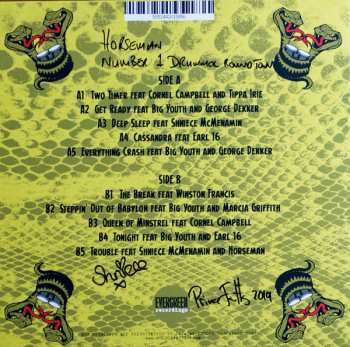 HORSEMAN
NUMBER 1 DRUMMER ROUND TOWN
SIDE A
A1 TWO TIMER FEAT CORNEL CAMPBELL AND TIPPA IRIE
A2 GET READY FEAT BIG YOUTH AND GEORGE DEKKER
A3 DEEP SLEEP FEAT SHNIECE MCMENAMIN
A4 CASSANDRA FEAT EARL 16
A5 EVERYTHING CRASH FEAT BIG YOUTH AND GEORGE DEKKER
SIDE B
B1 THE BREAK FEAT WINSTON FRANCIS
B2 STEPPIN' OUT OF BABYLON FEAT BIG YOUTH AND MARCIA GRIFFITH
B3 QUEEN OF MINSTREL FEAT CORNEL CAMPBELL
B4 TONIGHT FEAT BIG YOUTH AND EARL 16
B5 TROUBLE FEAT SHNIECE MCMENAMIN AND HORSEMAN
EVERGREEN
recordings
2019